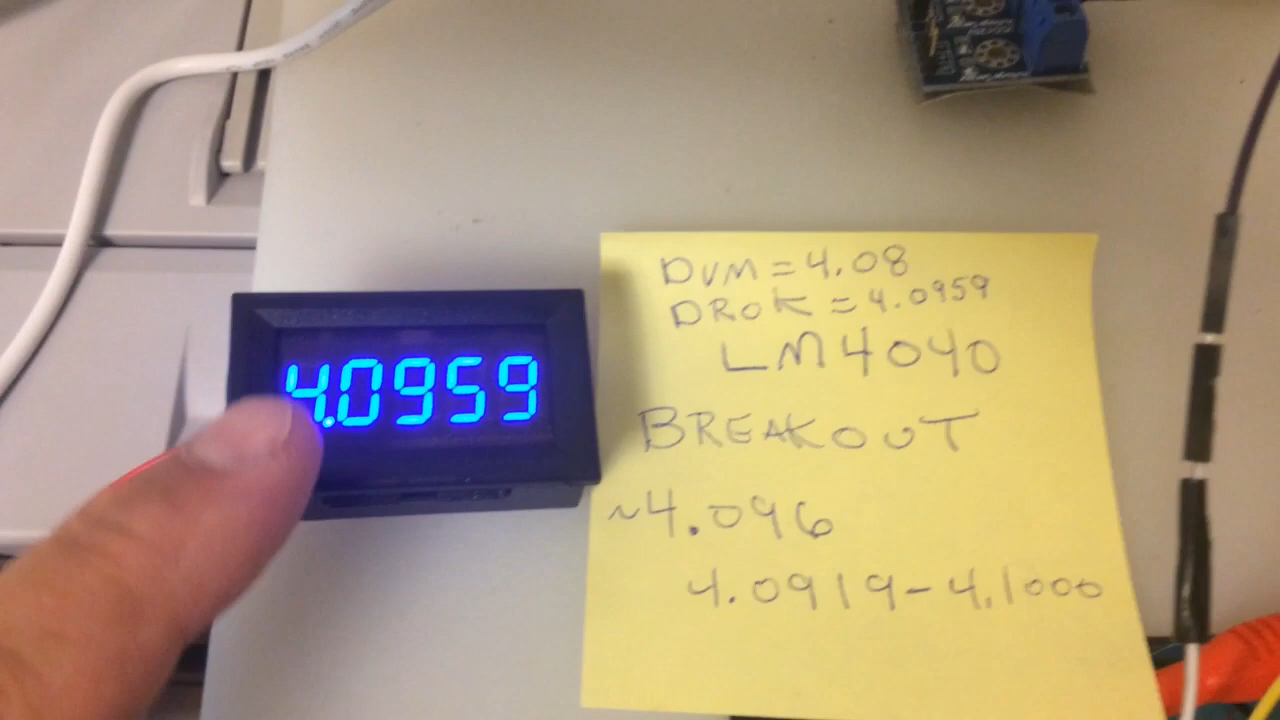 4.0959
DVM = 4.08
DROK = 4.0959
LM4040
BREAKOUT
~4.096
4.0919-4.1000